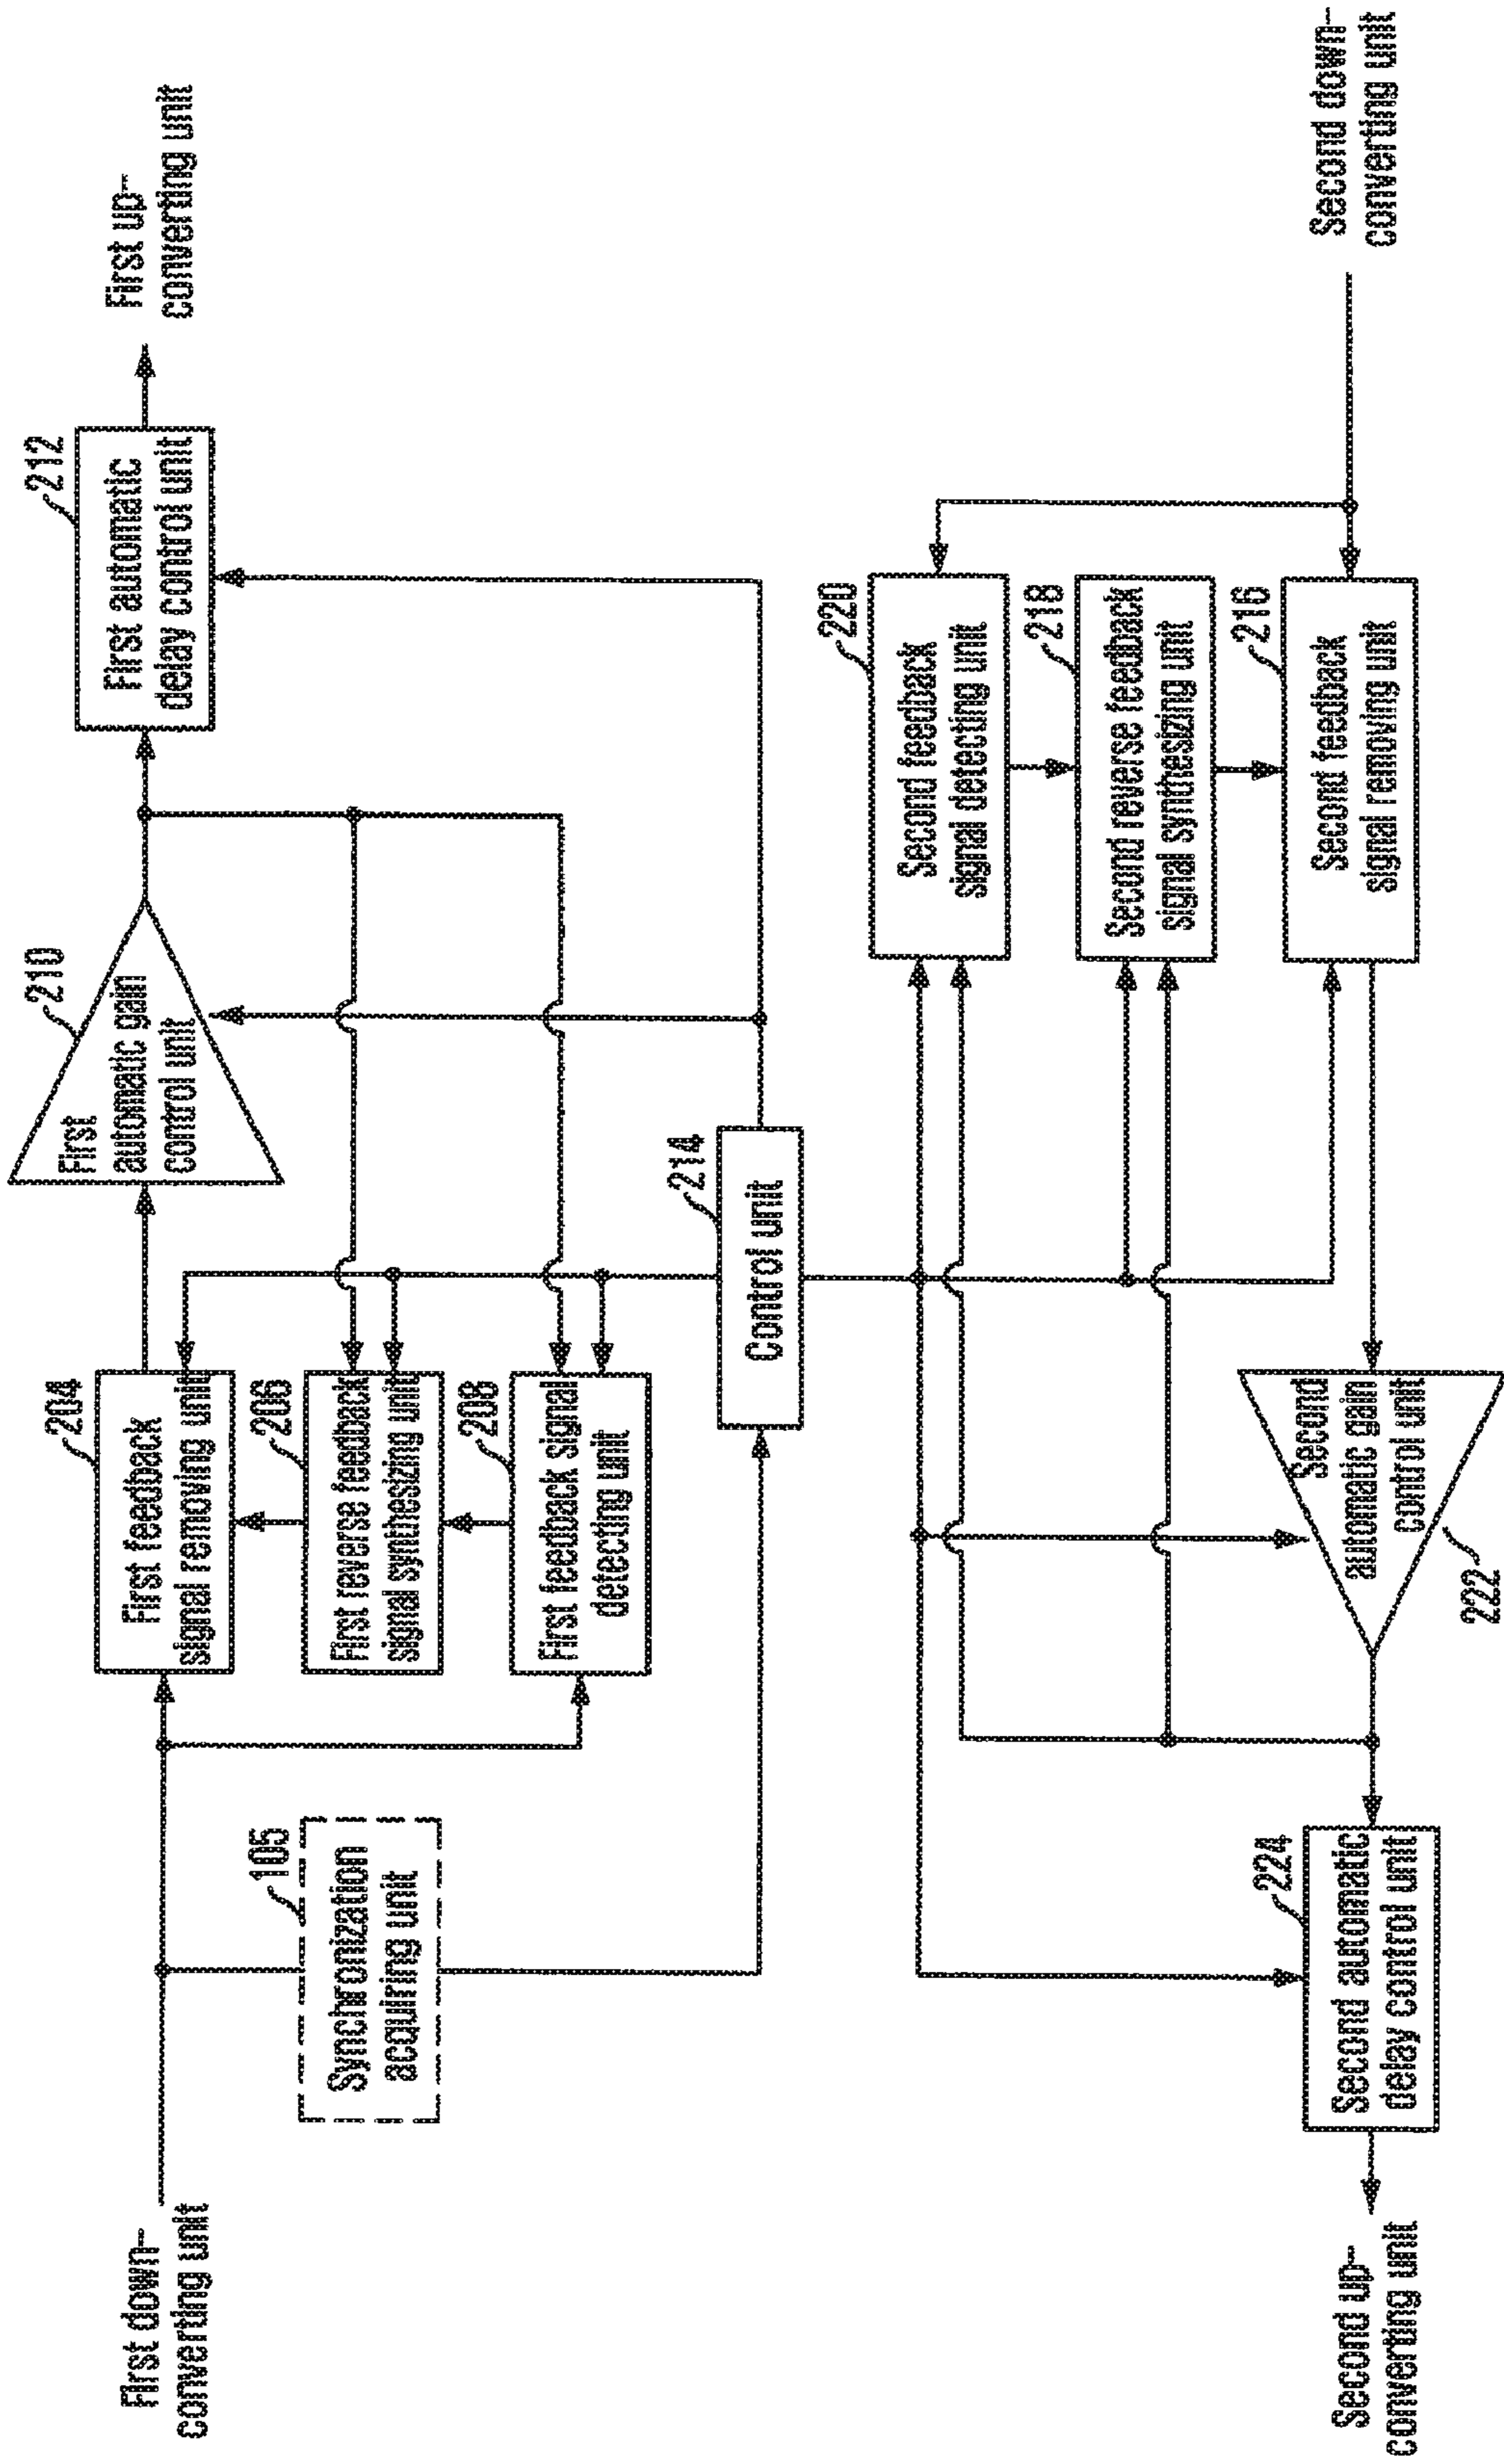 First down-
converting unit
105
Synchronization
acquiring unit
204
First feedback
signal removing unit
206
First reverse feedback
signal synthesizing unit
208
First feedback signal
detecting unit
210
First
automatic gain
control unit
212
First automatic
delay control unit
First up-
converting unit
214
Control unit
220
Second feedback
signal detecting unit
218
Second reverse feedback
signal synthesizing unit
216
Second feedback
signal removing unit
Second down-
converting unit
Second
automatic gain
control unit
222
224
Second automatic
delay control unit
Second up-
converting unit